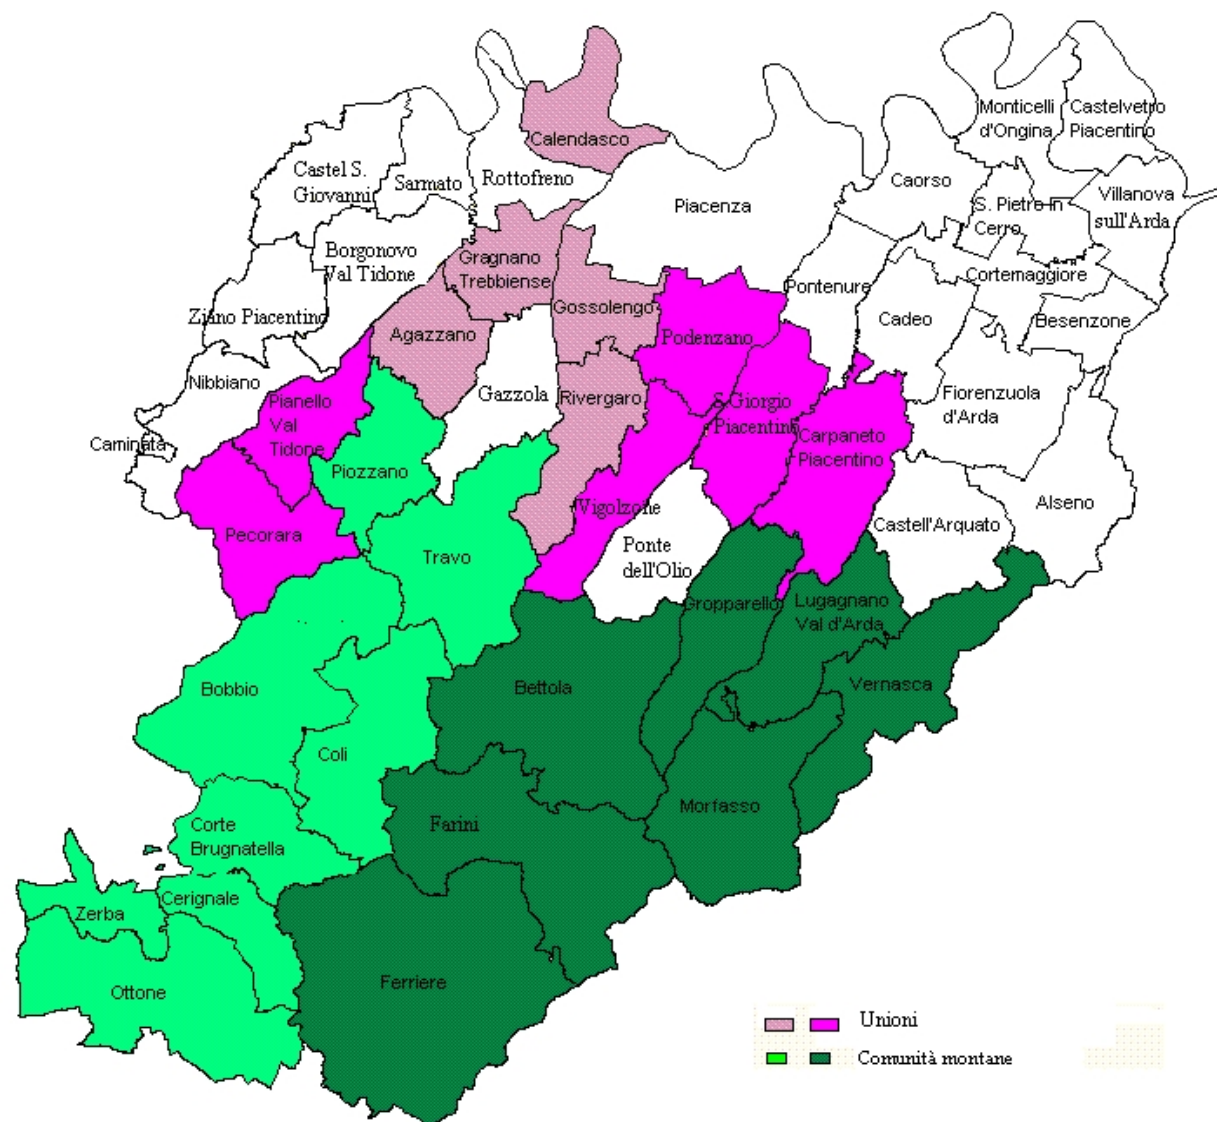 Monticelli
d'Ongina
Castelvetro
Piacentino
Calendasco
Castel S.
Giovanni
Sarmato
Rottofreno
Piacenza
Caorso
S. Pietro In
Cerro
Villanova
sull'Arda
Borgonovo
Val Tidone
Gragnano
Trebbiense
Pontenure
Cortemaggiore
Ziano Piacentino
Agazzano
Gossolengo
Podenzano
Cadeo
Besenzone
Nibbiano
Gazzola
Rivergaro
Pianello
Val
Tidone
S.Giorgio
Piacentino
Fiorenzuola
d'Arda
Caminata
Piozzano
Carpaneto
Piacentino
Pecorara
Vigolzone
Castell'Arquato
Alseno
Travo
Ponte
dell'Olio
Gropparello
Lugagnano
Val d'Arda
Bobbio
Bettola
Vernasca
Coli
Morfasso
Corte
Brugnatella
Farini
Zerba
Cerignale
Ottone
Ferriere
Unioni
Comunità montane